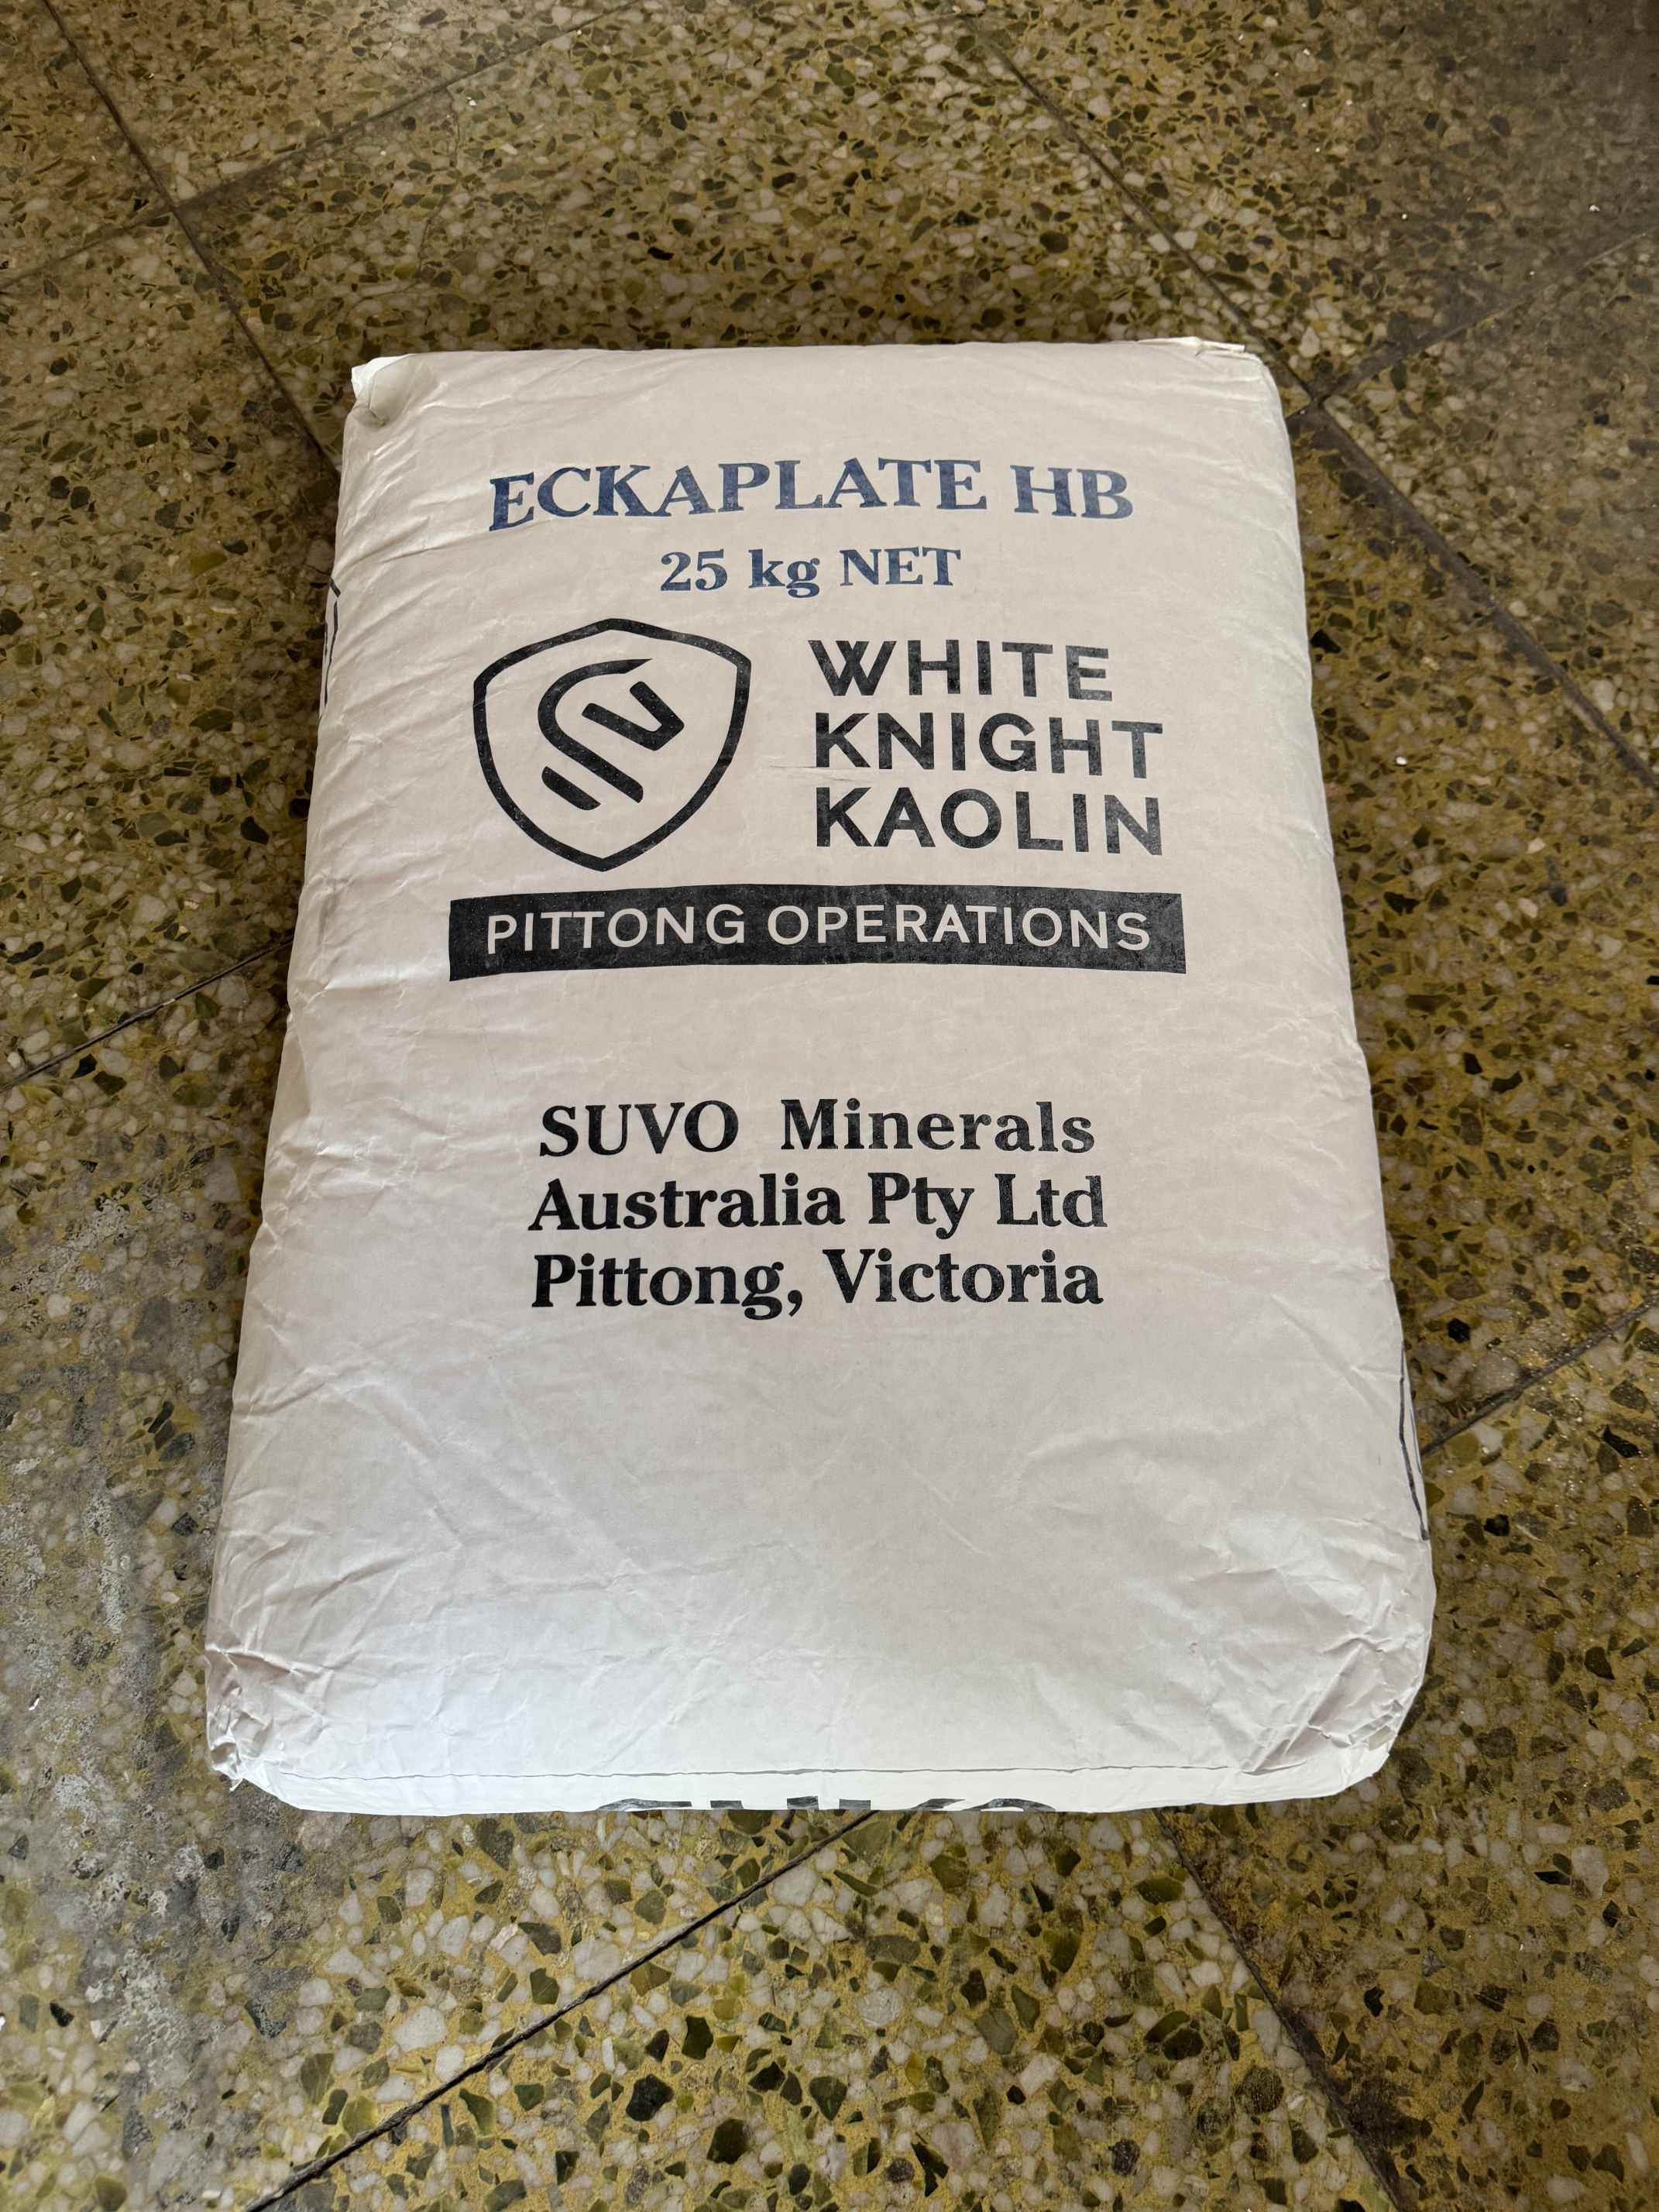 ECKAPLATE HB
25 kg NET
WHITE
KNIGHT
KAOLIN
PITTONG OPERATIONS
SUVO Minerals
Australia Pty Ltd
Pittong, Victoria